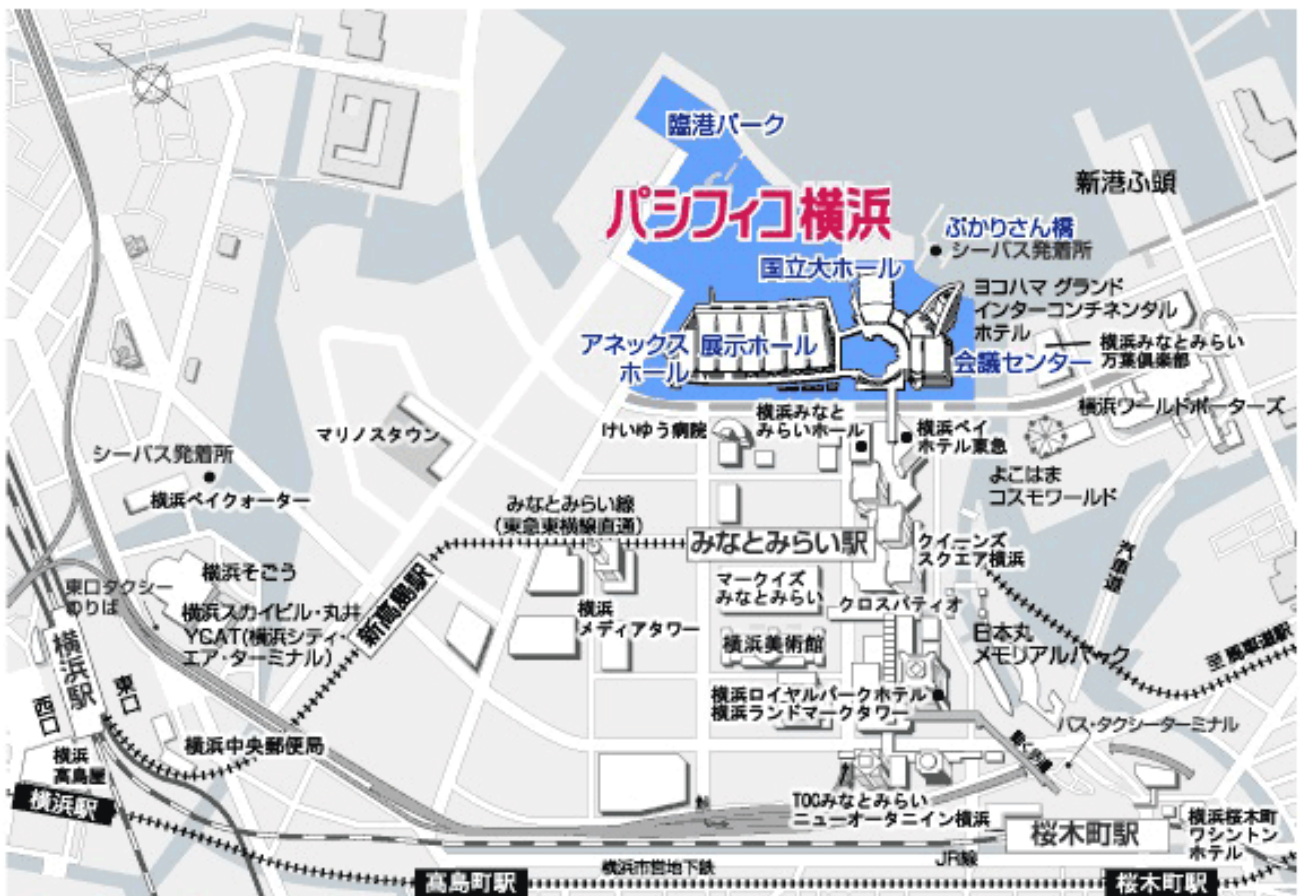 臨港パーク
新港ふ頭
パシフィコ横浜
ぷかりさん橋
シーバス発着所
国立大ホール
ヨコハマ グランド
インターコンチネンタル
ホテル
アネックス
ホール
展示ホール
会議センター
横浜みなとみらい
万葉倶楽部
横浜ワールドポーターズ
けいゆう病院
横浜みなと
みらいホール
横浜ベイ
ホテル東急
マリノスタウン
よこはま
コスモワールド
シーバス発着所
横浜ベイクォーター
みなとみらい線
(東急東横線直通)
みなとみらい駅
クイーンズ
スクエア横浜
汽車道
横浜そごう
東口タクシー
のりば
横浜スカイビル・丸井
YCAT(横浜シティ・
エア・ターミナル)
新高島駅
横浜
メディアタワー
マークイズ
みなとみらい
クロスパティオ
日本丸
メモリアルパーク
至馬車道駅
横浜美術館
横浜駅
東口
西口
横浜ロイヤルパークホテル
横浜ランドマークタワー
バス・タクシーターミナル
動く歩道
横浜中央郵便局
横浜
高島屋
横浜駅
TOCみなとみらい
ニューオータニイン横浜
桜木町駅
横浜桜木町
ワシントン
ホテル
JR線
横浜市営地下鉄
高島町駅
桜木町駅